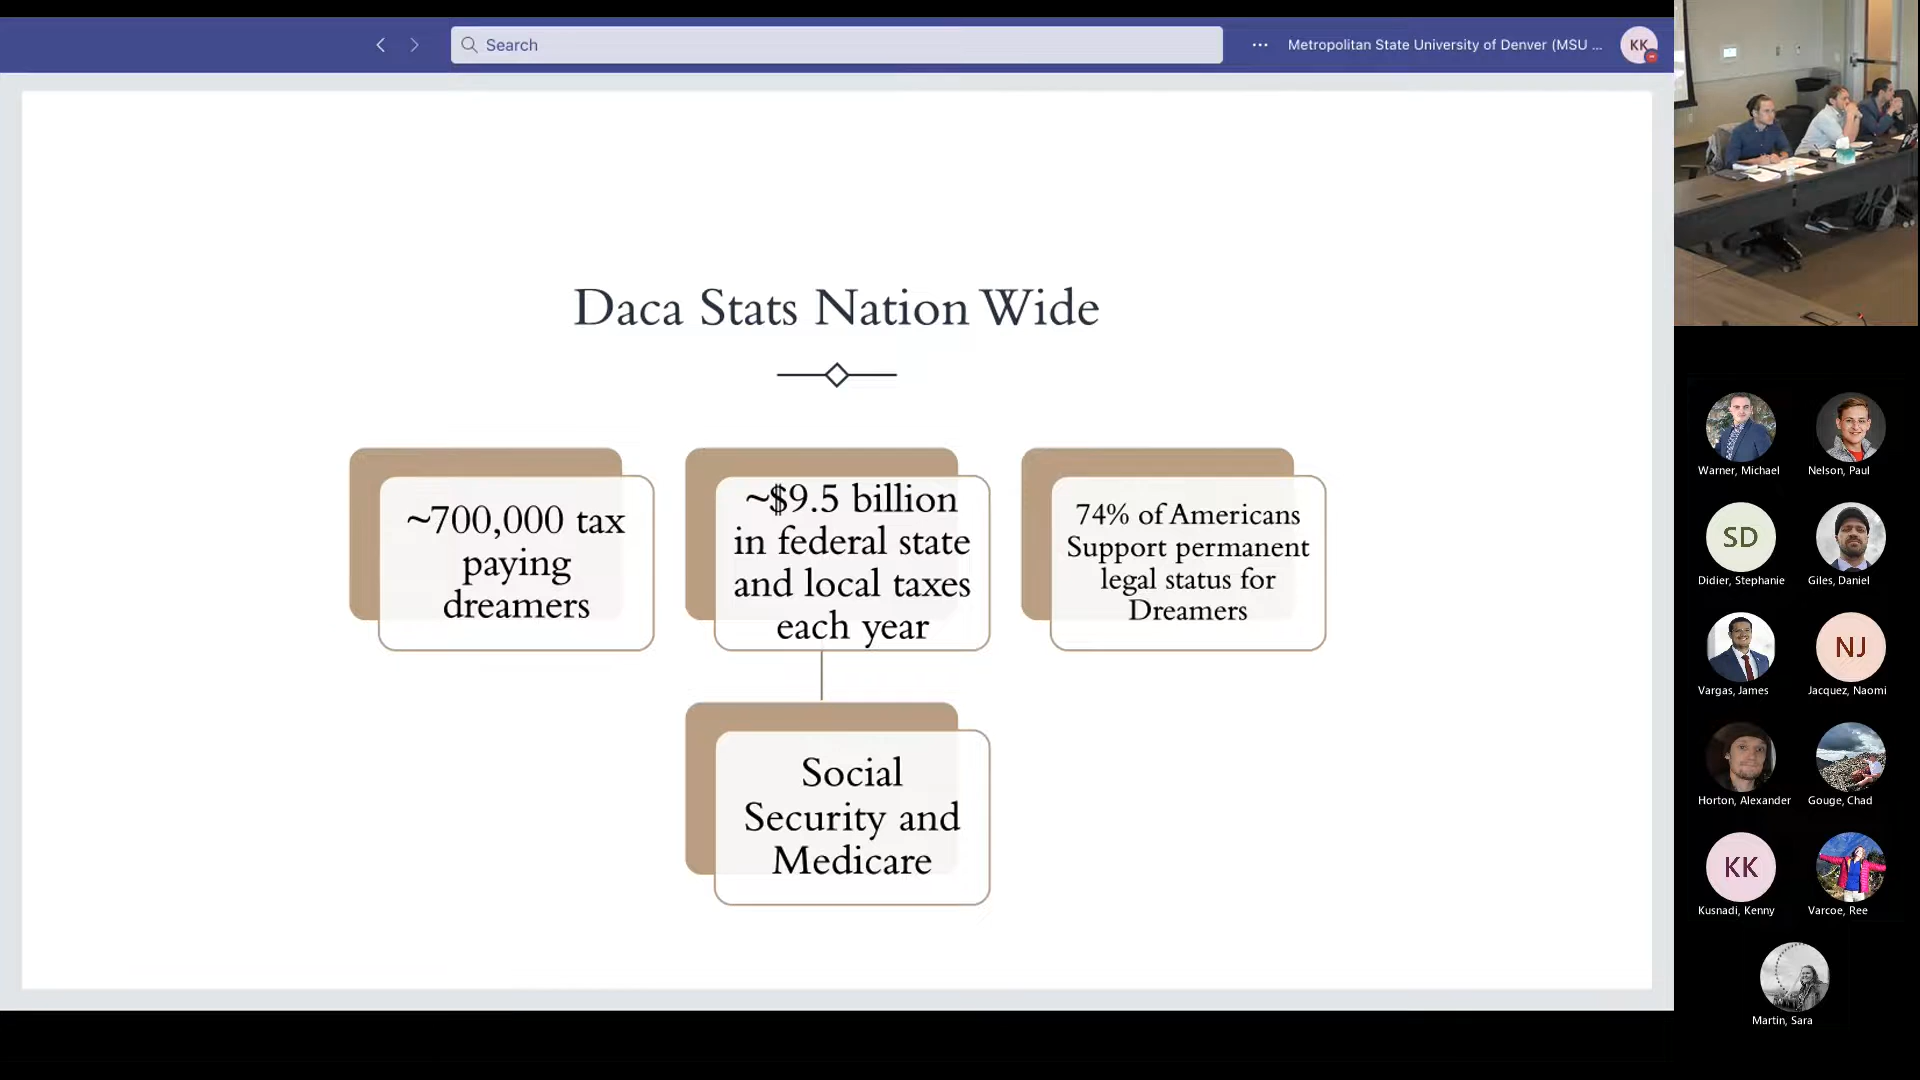 Search
... Metropolitan State University of Denver (MSU ...
KK
Daca Stats Nation Wide
~700,000 tax
paying
dreamers
~$9.5 billion
in federal state
and local taxes
each year
74% of Americans
Support permanent
legal status for
Dreamers
Social
Security and
Medicare
Warner, Michael
Nelson, Paul
SD
Didier, Stephanie
Giles, Daniel
Vargas, James
NJ
Jacquez, Naomi
Horton, Alexander
Gouge, Chad
KK
Kusnadi, Kenny
Varcoe, Ree
Martin, Sara